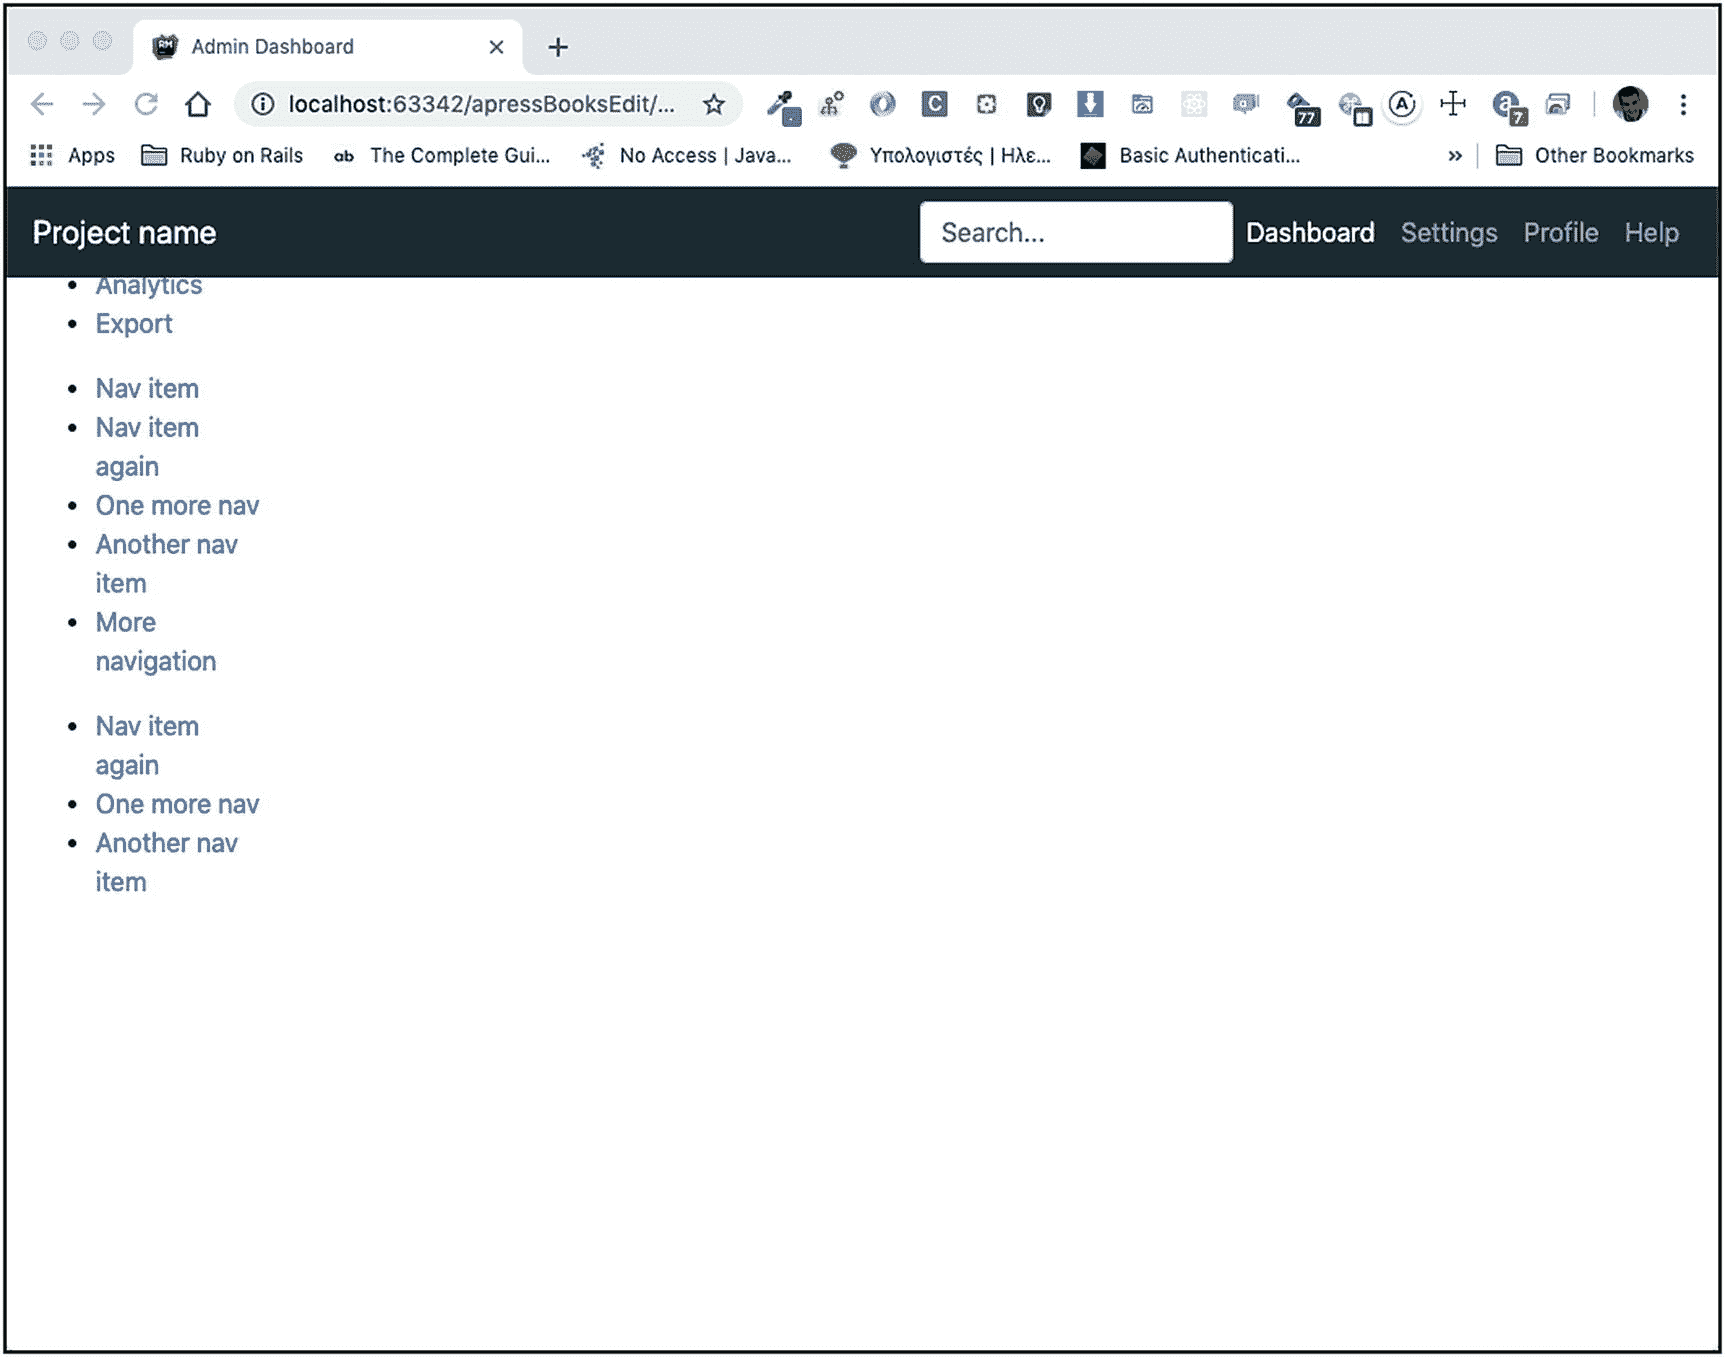 Admin Dashboard
localhost:63342/apressBooksEdit/...
C
77
A
a
7
Apps
Ruby on Rails
ab
The Complete Gui...
No Access | Java...
Υπολογιστές | Ηλε...
Basic Authenticati...
»
Other Bookmarks
Project name
Search...
Dashboard
Settings
Profile
Help
Analytics
Export
Nav item
Nav item
again
One more nav
Another nav
item
More
navigation
Nav item
again
One more nav
Another nav
item